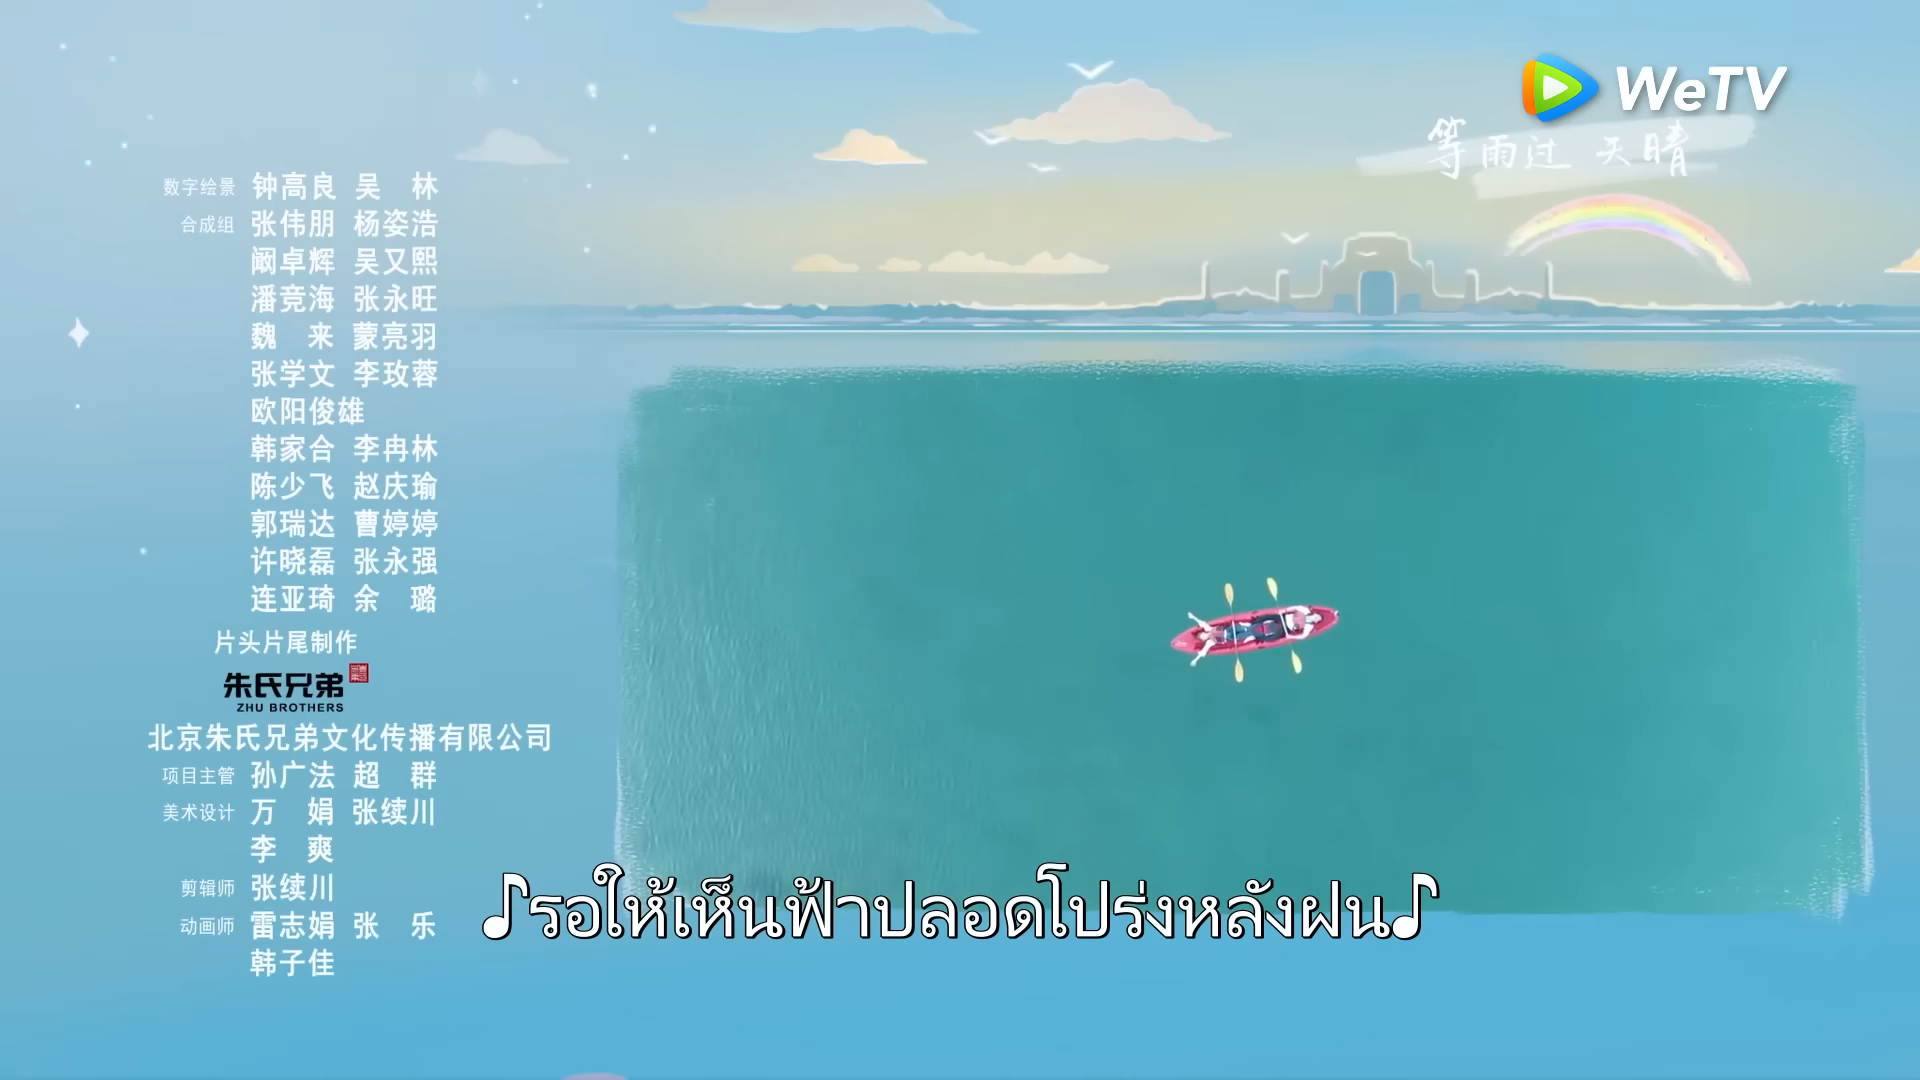 WeTV
等雨过 天晴
数字绘景 钟高良 吴 林
合成组 张伟朋 杨姿浩
阚卓辉 吴又熙
潘竞海 张永旺
魏 来 蒙亮羽
张学文 李玫蓉
欧阳俊雄
韩家合 李冉林
陈少飞 赵庆瑜
郭瑞达 曹婷婷
许晓磊 张永强
连亚琦 余 璐
片头片尾制作
朱氏兄弟
ZHU BROTHERS
北京朱氏兄弟文化传播有限公司
项目主管 孙广法 超 群
美术设计 万 娟 张续川
李 爽
剪辑师 张续川
动画师 雷志娟 张 乐
韩子佳
♪รอให้เห็นฟ้าปลอดโปร่งหลังฝน♪